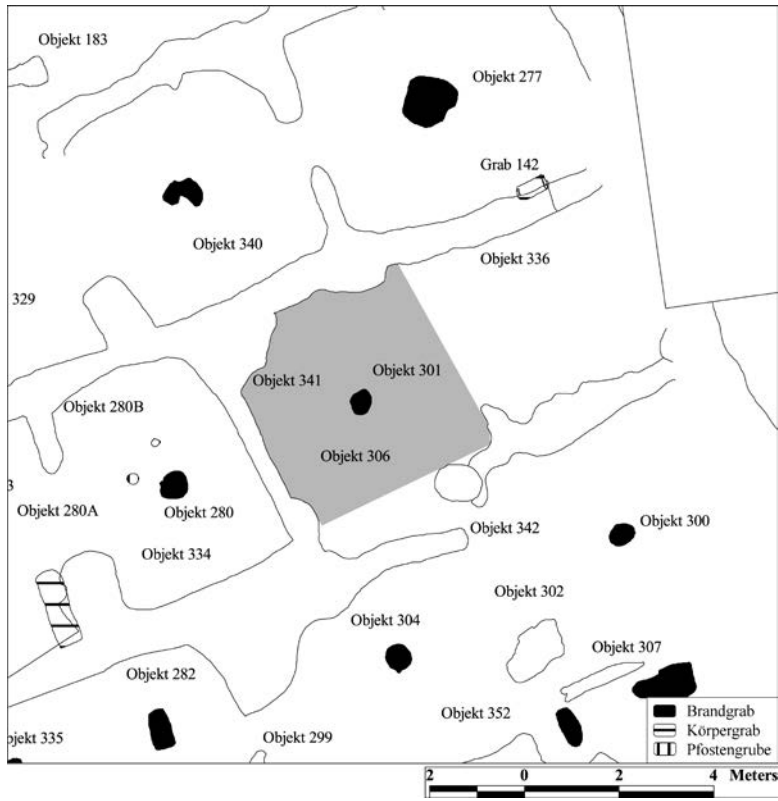 Objekt 183
Objekt 277
Grab 142
Objekt 340
Objekt 336
329
Objekt 341
Objekt 301
Objekt 280B
Objekt 306
3
Objekt 280A
Objekt 280
Objekt 342
Objekt 300
Objekt 334
Objekt 302
Objekt 304
Objekt 307
Objekt 282
Objekt 352
bjekt 335
Objekt 299
Brandgrab
Körpergrab
Pfostengrube
2 0 2 4 Meters